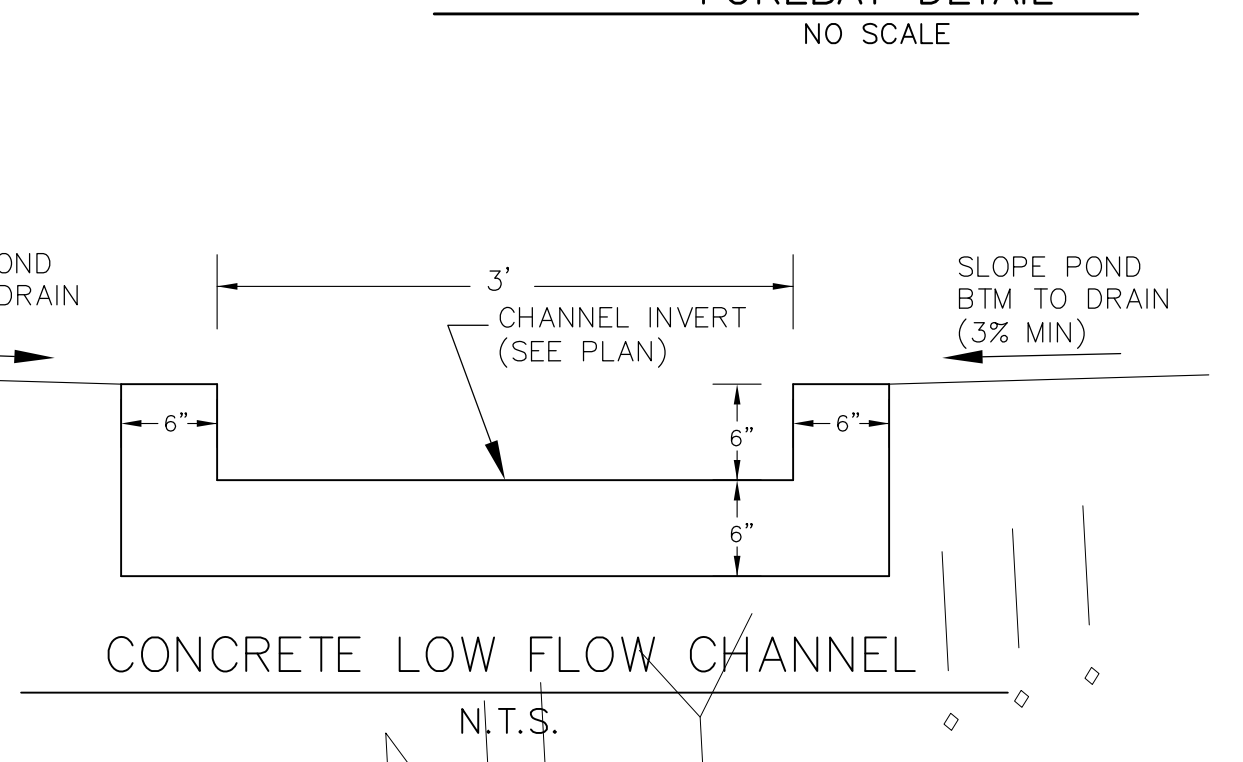 NO SCALE
3'
CHANNEL INVERT
(SEE PLAN)
DRAIN
SLOPE POND
BTM TO DRAIN
(3% MIN)
6"
6"
6"
6"
CONCRETE LOW FLOW CHANNEL
N.T.S.